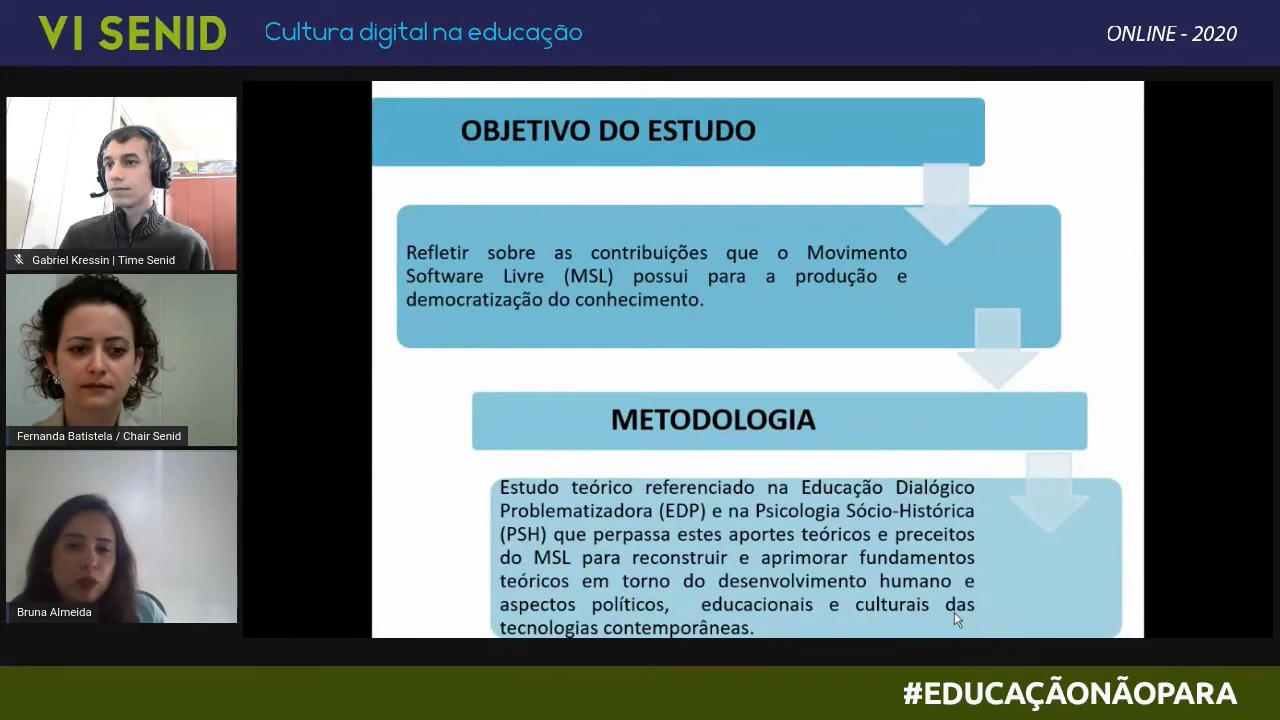 VI SENID
Cultura digital na educação
ONLINE - 2020
Gabriel Kressin | Time Senid
Fernanda Batistela / Chair Senid
Bruna Almeida
OBJETIVO DO ESTUDO
Refletir sobre as contribuições que o Movimento
Software Livre (MSL) possui para a produção e
democratização do conhecimento.
METODOLOGIA
Estudo teórico referenciado na Educação Dialógico
Problematizadora (EDP) e na Psicologia Sócio-Histórica
(PSH) que perpassa estes aportes teóricos e preceitos
do MSL para reconstruir e aprimorar fundamentos
teóricos em torno do desenvolvimento humano e
aspectos políticos, educacionais e culturais das
tecnologias contemporâneas.
#EDUCAÇÃONÃOPARA